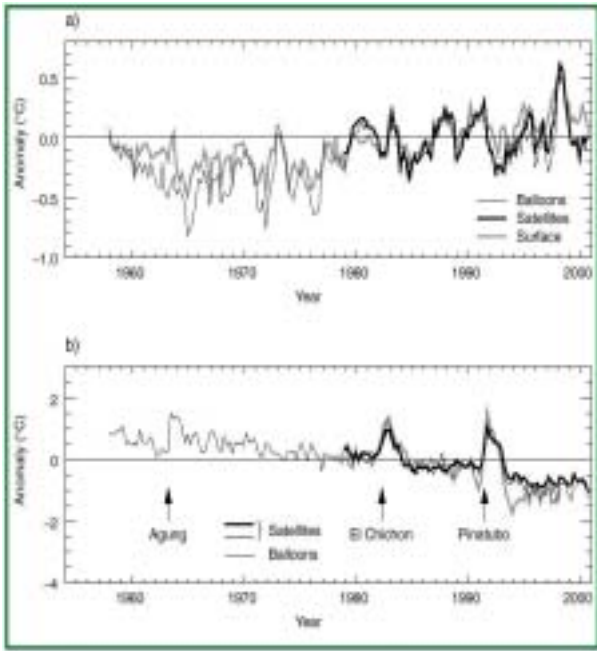 a)
Anomaly (°C)
0.5
0.0
−0.5
−1.0
Balloons
Satellites
Surface
1960 1970 1980 1990 2000
Year
b)
Anomaly (°C)
2
0
−2
−4
Agung
Satellites
Balloons
El Chichon
Pinatubo
1960 1970 1980 1990 2000
Year